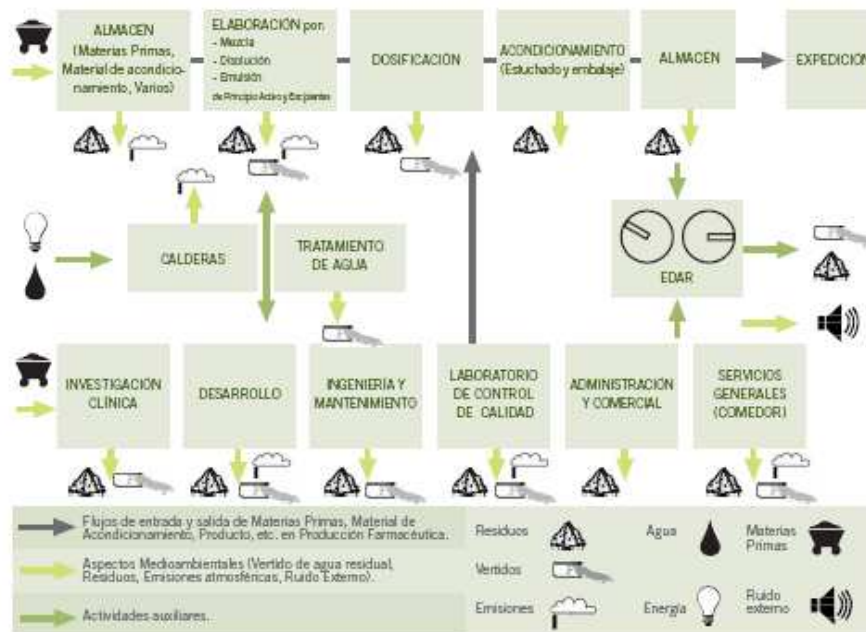 ALMACÉN
(Materias Primas,
Material de acondicio-
namiento, Varios)
ELABORACIÓN por:
- Mezcla
- Disolución
- Emulsión
de Principio Activo y Excipientes
DOSIFICACIÓN
ACONDICIONAMIENTO
(Estuchado y embalaje)
ALMACÉN
EXPEDICIÓN
CALDERAS
TRATAMIENTO
DE AGUA
EDAR
INVESTIGACIÓN
CLÍNICA
DESARROLLO
INGENIERÍA Y
MANTENIMIENTO
LABORATORIO
DE CONTROL
DE CALIDAD
ADMINISTRACIÓN
Y COMERCIAL
SERVICIOS
GENERALES
(COMEDOR)
Flujos de entrada y salida de Materias Primas, Material de
Acondicionamiento, Producto, etc. en Producción Farmacéutica.
Aspectos Medioambientales (Vertido de agua residual,
Residuos, Emisiones atmosféricas, Ruido Externo).
Actividades auxiliares.
Residuos
Vertidos
Emisiones
Agua
Energía
Materias
Primas
Ruido
externo